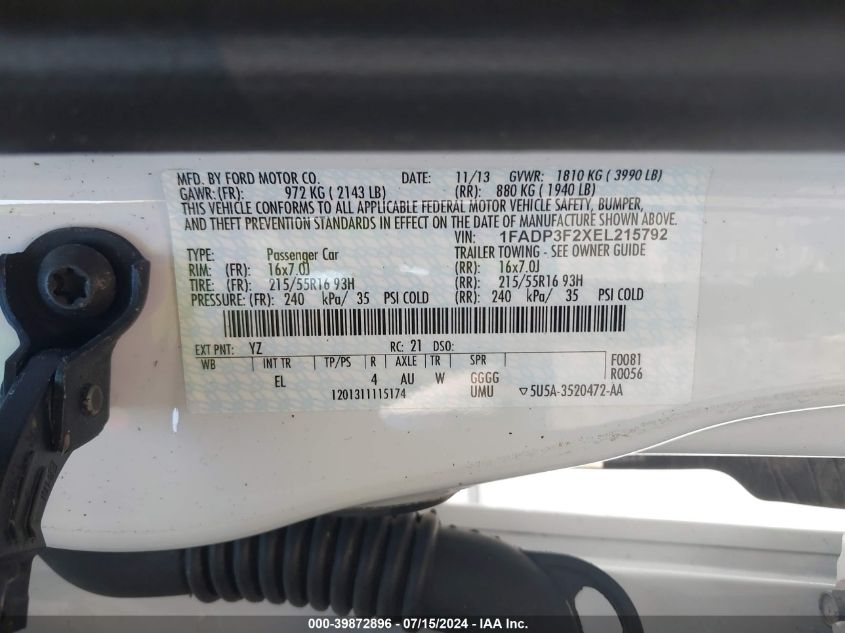 MFD. BY FORD MOTOR CO. DATE: 11/13 GVWR: 1810 KG ( 3990 LB)
GAWR: (FR): 972 KG ( 2143 LB) (RR): 880 KG ( 1940 LB)
THIS VEHICLE CONFORMS TO ALL APPLICABLE FEDERAL MOTOR VEHICLE SAFETY, BUMPER,
AND THEFT PREVENTION STANDARDS IN EFFECT ON THE DATE OF MANUFACTURE SHOWN ABOVE.
VIN: 1FADP3F2XEL215792
TYPE: Passenger Car TRAILER TOWING - SEE OWNER GUIDE
RIM: (FR): 16x7.0J (RR): 16x7.0J
TIRE: (FR): 215/55R16 93H (RR): 215/55R16 93H
PRESSURE: (FR): 240 kPa/ 35 PSI COLD (RR): 240 kPa/ 35 PSI COLD
EXT PNT: YZ RC: 21 DSO:
WB INT TR TP/PS R AXLE TR SPR F0081
EL 4 AU W GGGG R0056
1201311115174 UMU ▽5U5A-3520472-AA
000-39872896 - 07/15/2024 - IAA Inc.